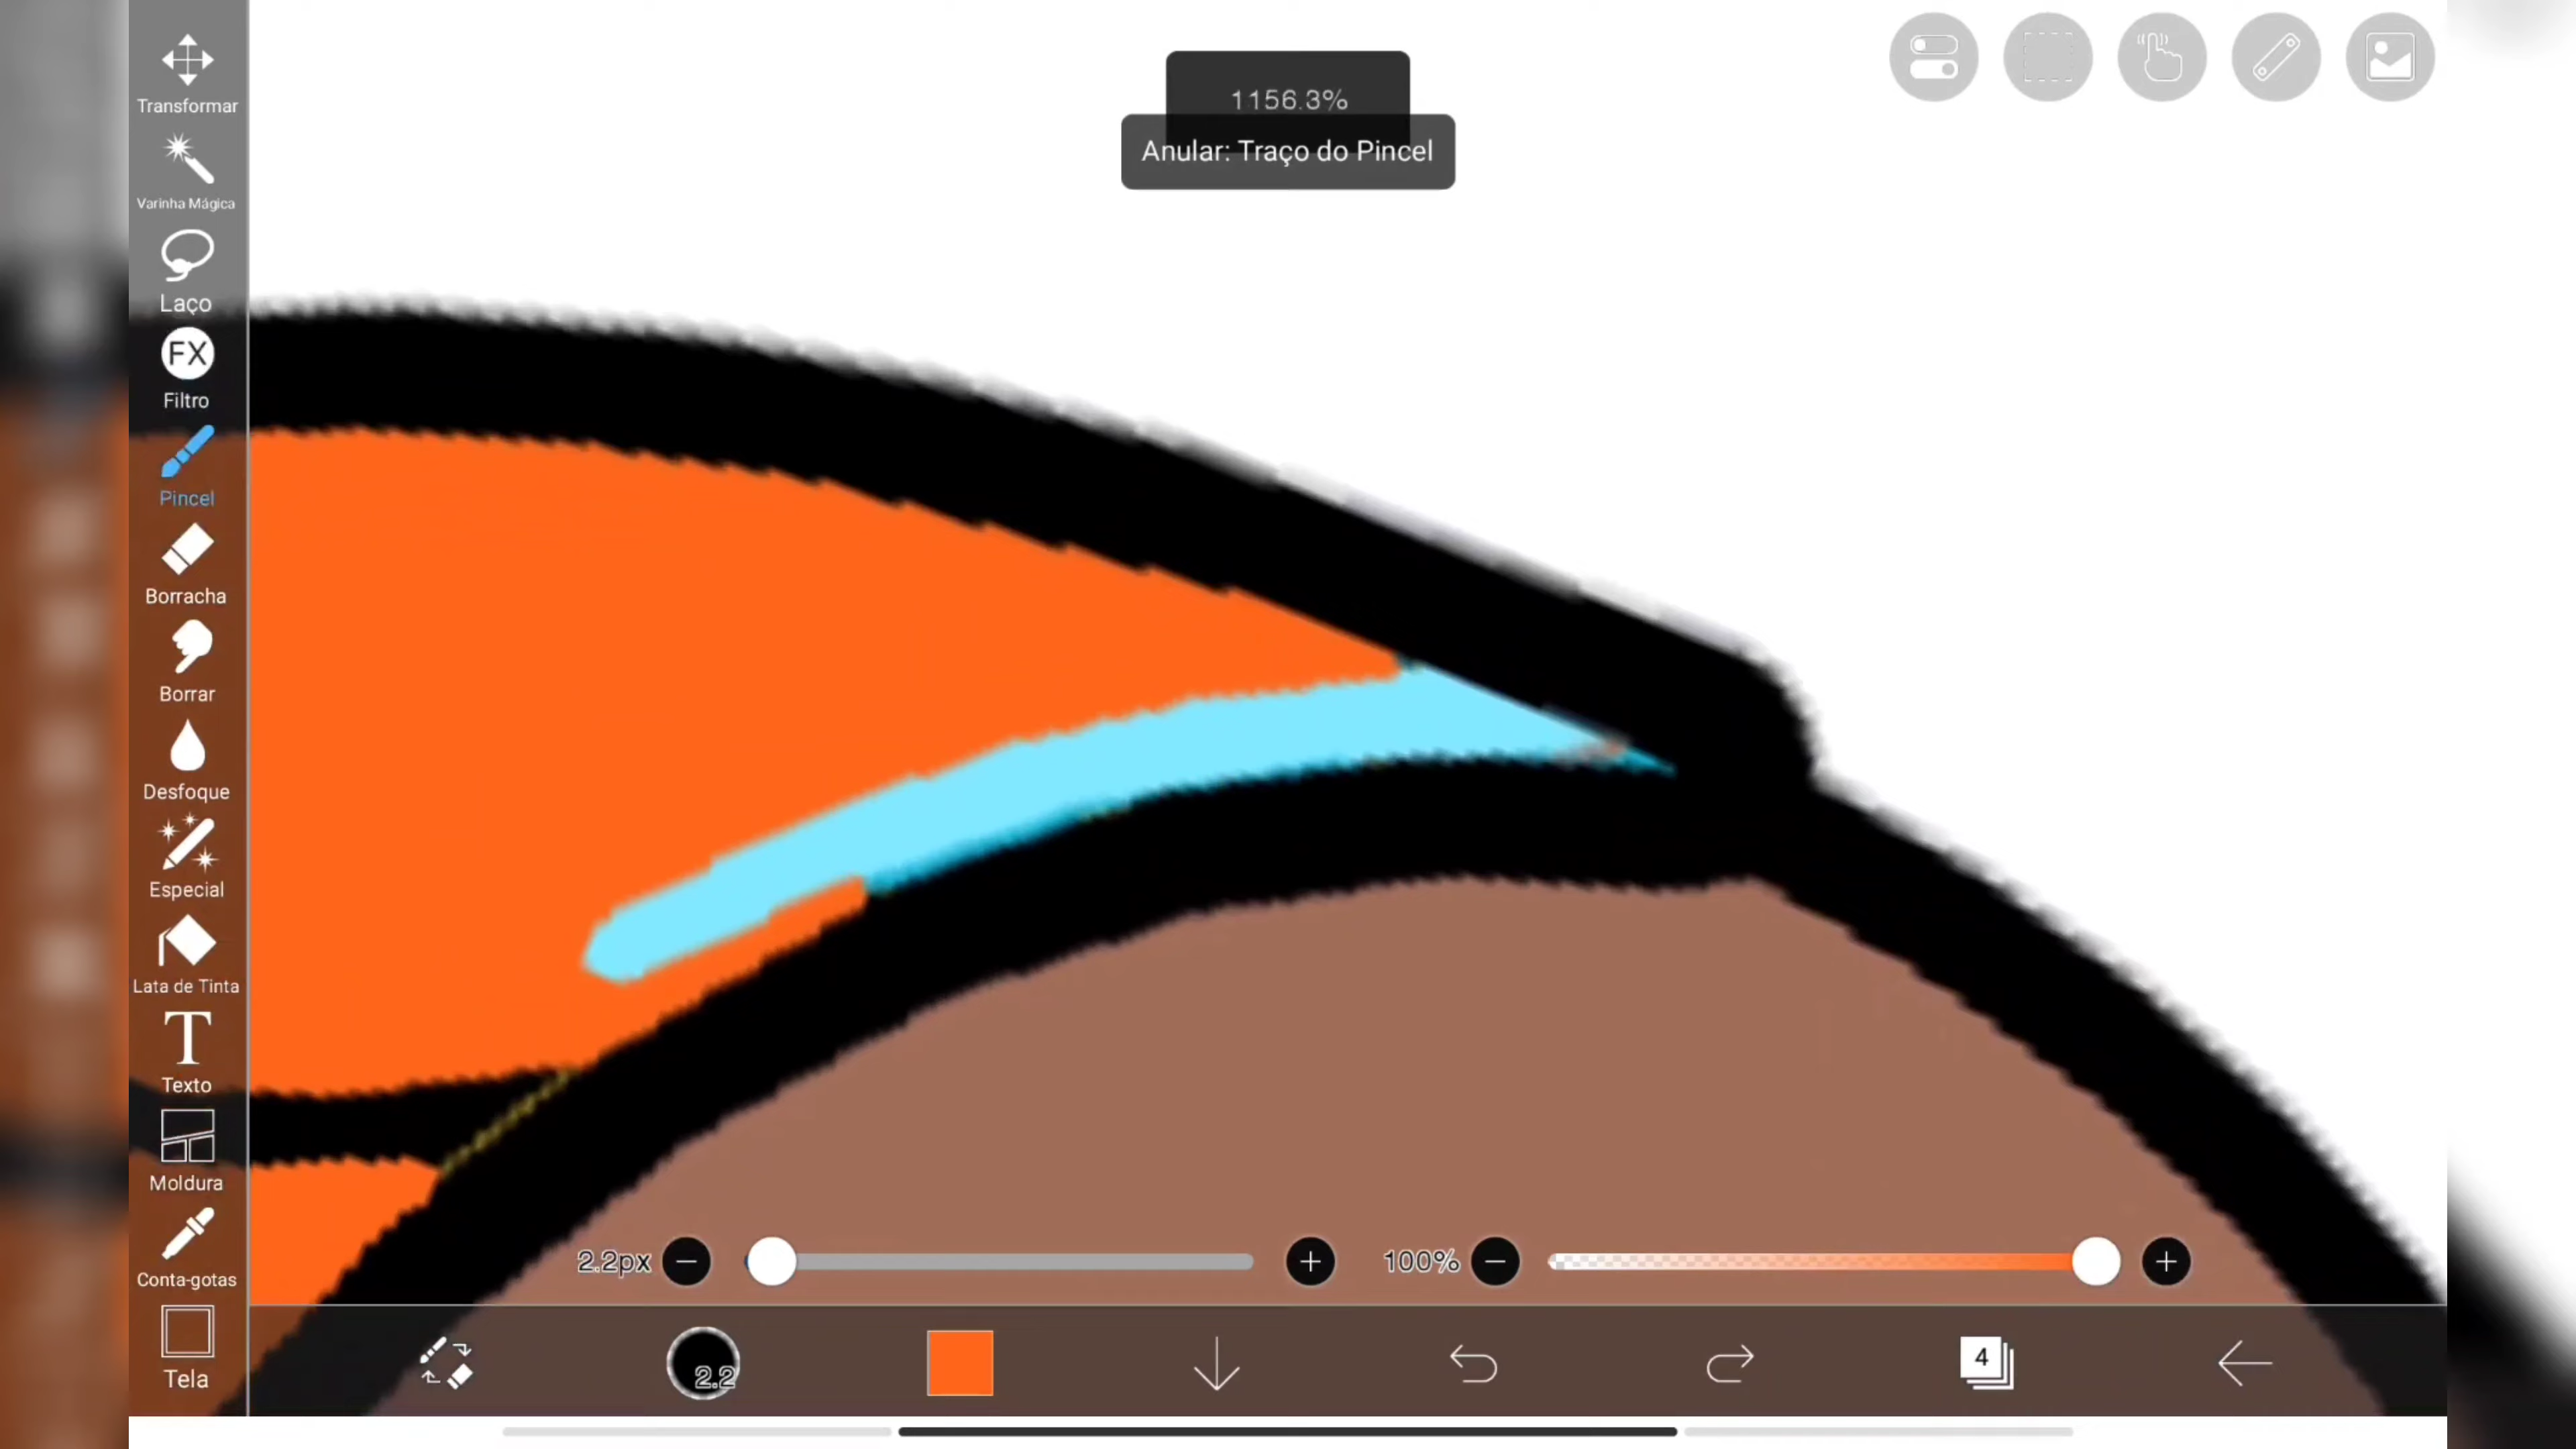 1156.3%
Anular: Traço do Pincel
Transformar
Varinha Mágica
Laço
FX
Filtro
Pincel
Borracha
Borrar
Desfoque
Especial
Lata de Tinta
T
Texto
Moldura
Conta-gotas
Tela
2.2px
100%
2.2
4